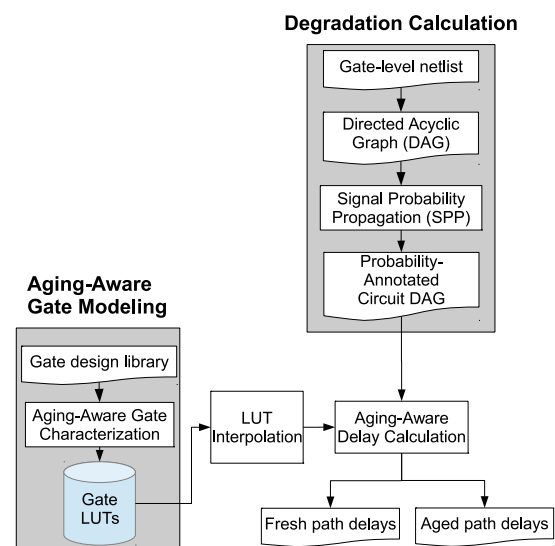 Degradation Calculation
Gate-level netlist
Directed Acyclic
Graph (DAG)
Signal Probability
Propagation (SPP)
Probability-
Annotated
Circuit DAG
Aging-Aware
Gate Modeling
Gate design library
Aging-Aware Gate
Characterization
Gate
LUTs
LUT
Interpolation
Aging-Aware
Delay Calculation
Fresh path delays
Aged path delays